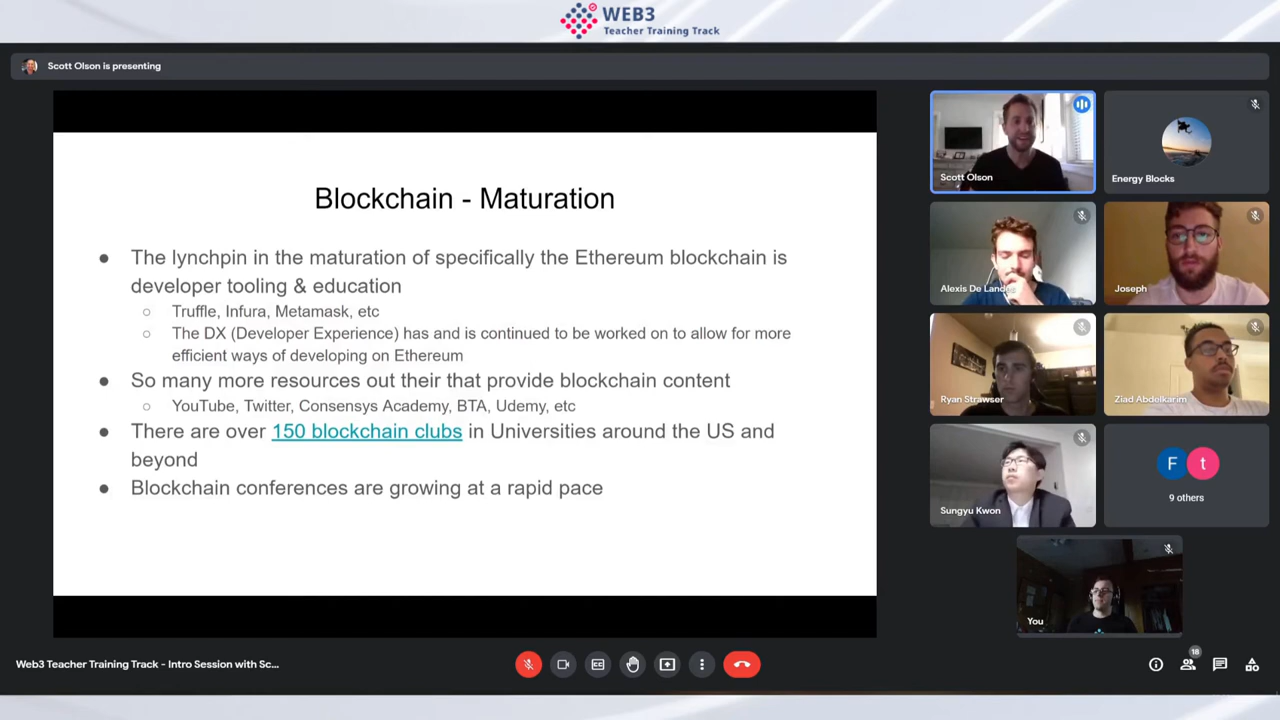 WEB3
Teacher Training Track
Scott Olson is presenting
Blockchain - Maturation
● The lynchpin in the maturation of specifically the Ethereum blockchain is
developer tooling & education
○ Truffle, Infura, Metamask, etc
○ The DX (Developer Experience) has and is continued to be worked on to allow for more
efficient ways of developing on Ethereum
● So many more resources out their that provide blockchain content
○ YouTube, Twitter, Consensys Academy, BTA, Udemy, etc
● There are over 150 blockchain clubs in Universities around the US and
beyond
● Blockchain conferences are growing at a rapid pace
Scott Olson
Energy Blocks
Alexis De Landes
Joseph
Ryan Strawser
Ziad Abdelkarim
Sungyu Kwon
F t
9 others
You
Web3 Teacher Training Track - Intro Session with Sc...
CC
18